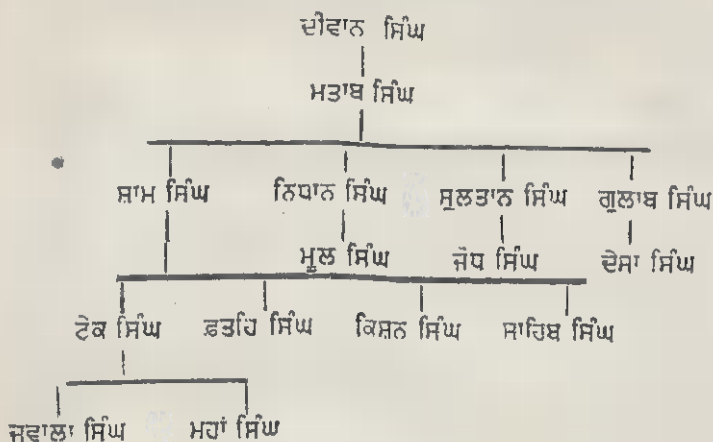 ਦੀਵਾਨ ਸਿੰਘ
ਮਤਾਬ ਸਿੰਘ
ਸ਼ਾਮ ਸਿੰਘ ਨਿਧਾਨ ਸਿੰਘ ਸੁਲਤਾਨ ਸਿੰਘ ਗੁਲਾਬ ਸਿੰਘ
ਮੂਲ ਸਿੰਘ ਜੋਧ ਸਿੰਘ ਦੇਸਾ ਸਿੰਘ
ਟੇਕ ਸਿੰਘ ਫ਼ਤਹਿ ਸਿੰਘ ਕਿਸ਼ਨ ਸਿੰਘ ਸਾਹਿਬ ਸਿੰਘ
ਜਵਾਲਾ ਸਿੰਘ ਮਹਾਂ ਸਿੰਘ